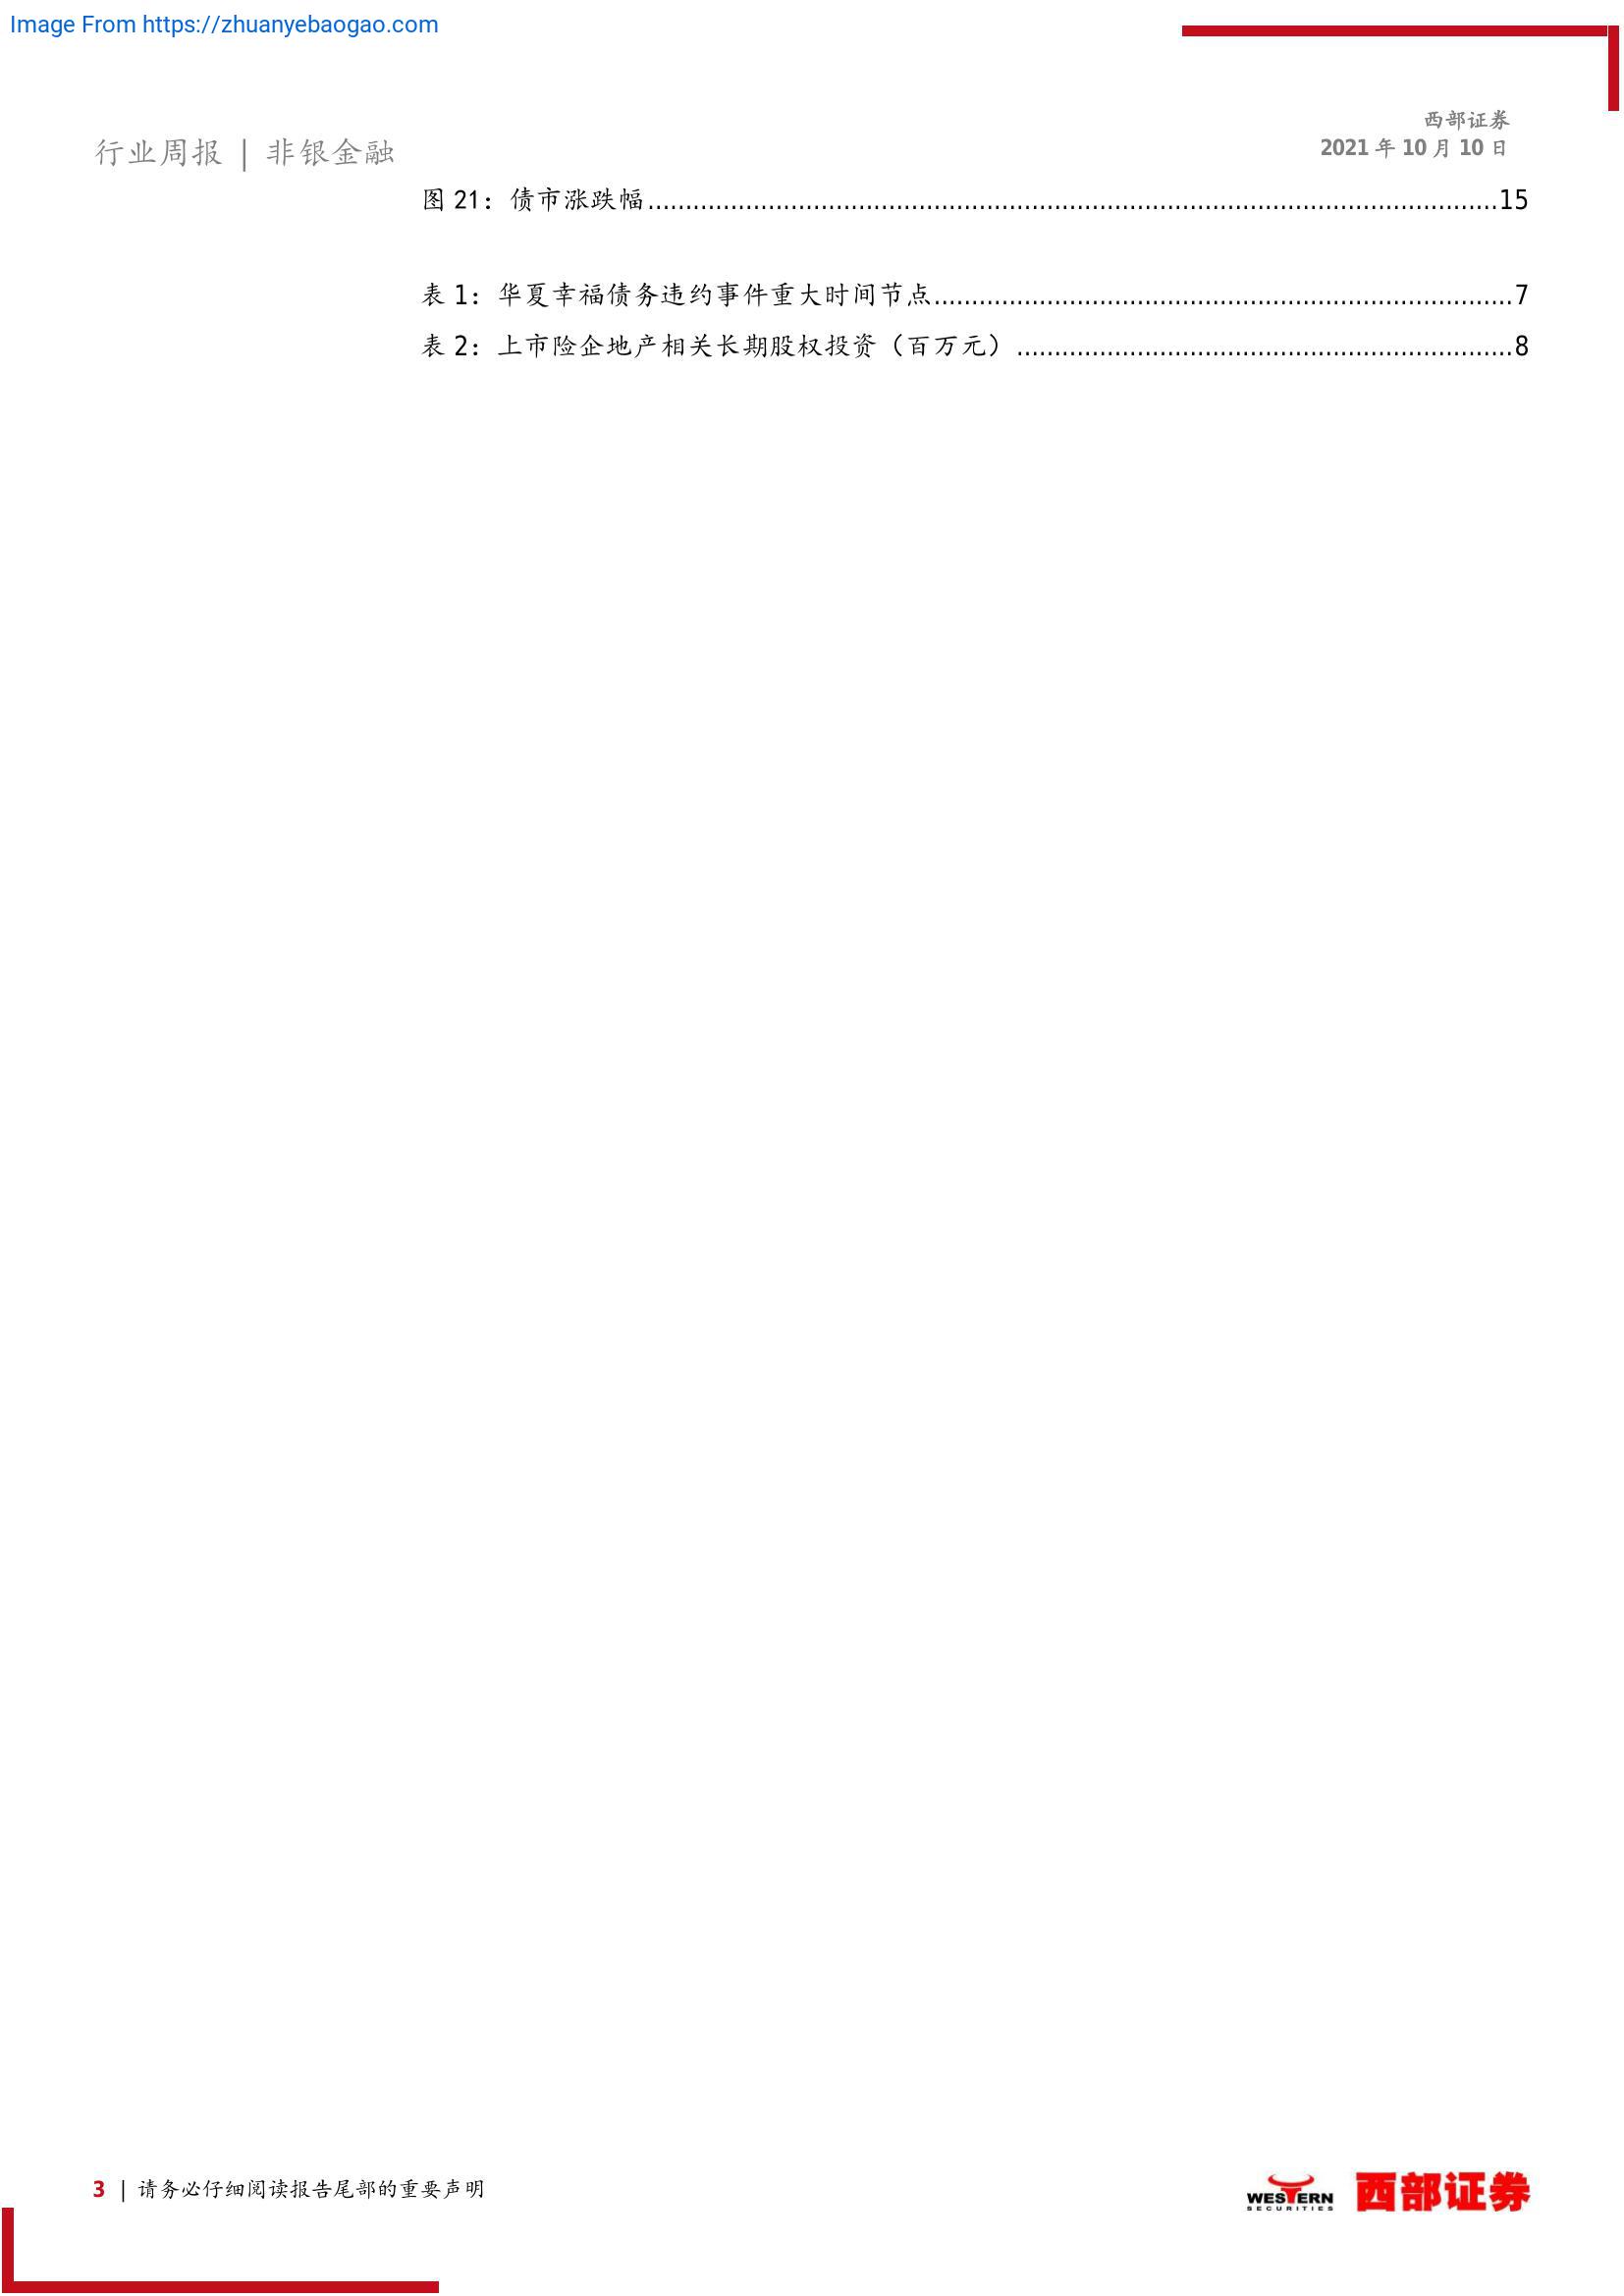 Image From https://zhuanyebaogao.com
西部证券
行业周报 | 非银金融
2021 年 10 月 10 日
图 21：债市涨跌幅........................................................................................................................15
表 1：华夏幸福债务违约事件重大时间节点................................................................................7
表 2：上市险企地产相关长期股权投资（百万元）....................................................................8
3 | 请务必仔细阅读报告尾部的重要声明
WESTERN
SECURITIES
西部证券